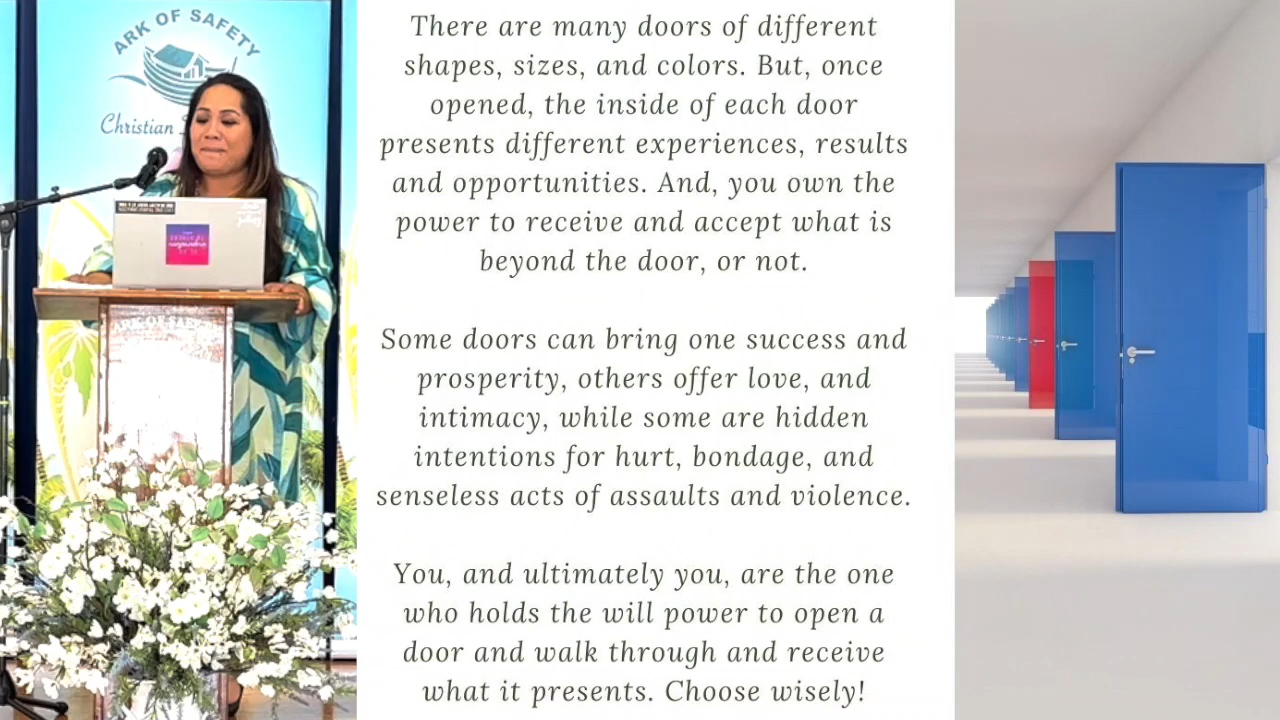 ARK OF SAFETY
Christian
There are many doors of different
shapes, sizes, and colors. But, once
opened, the inside of each door
presents different experiences, results
and opportunities. And, you own the
power to receive and accept what is
beyond the door, or not.
Some doors can bring one success and
prosperity, others offer love, and
intimacy, while some are hidden
intentions for hurt, bondage, and
senseless acts of assaults and violence.
You, and ultimately you, are the one
who holds the will power to open a
door and walk through and receive
what it presents. Choose wisely!